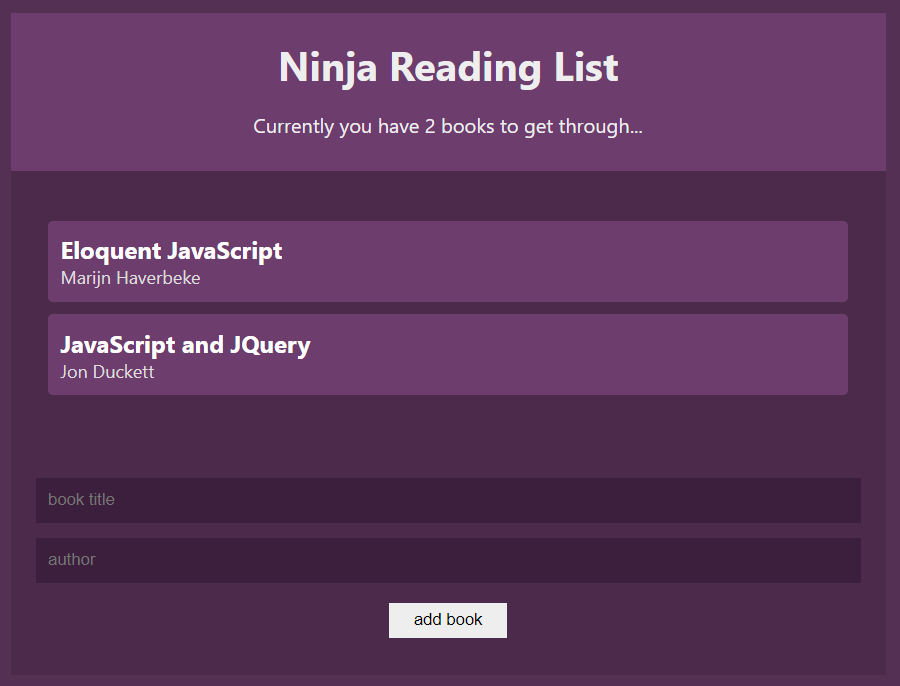 Ninja Reading List
Currently you have 2 books to get through...
Eloquent JavaScript
Marijn Haverbeke
JavaScript and JQuery
Jon Duckett
book title
author
add book